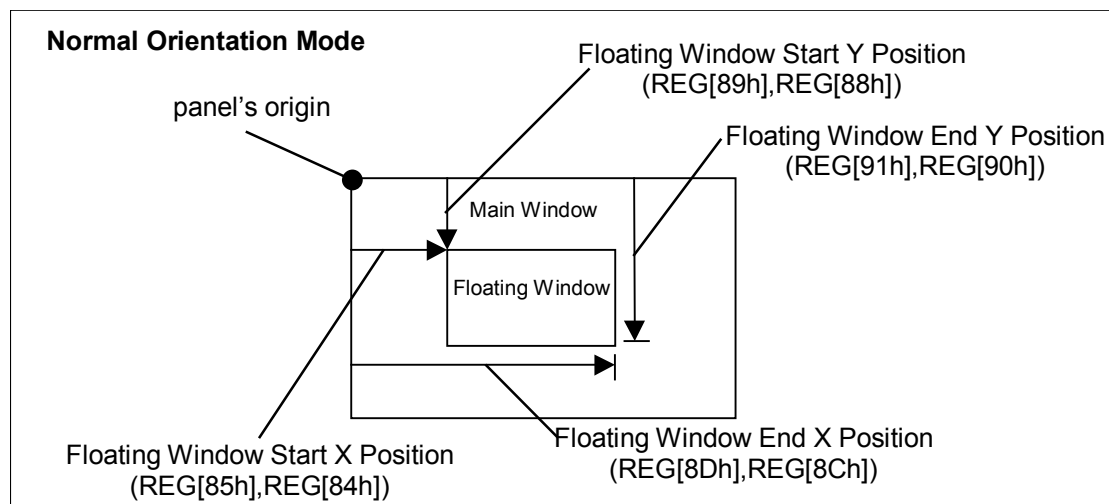 Normal Orientation Mode
Floating Window Start Y Position
(REG[89h],REG[88h])
panel’s origin
Floating Window End Y Position
(REG[91h],REG[90h])
Main Window
Floating Window
Floating Window Start X Position
(REG[85h],REG[84h])
Floating Window End X Position
(REG[8Dh],REG[8Ch])